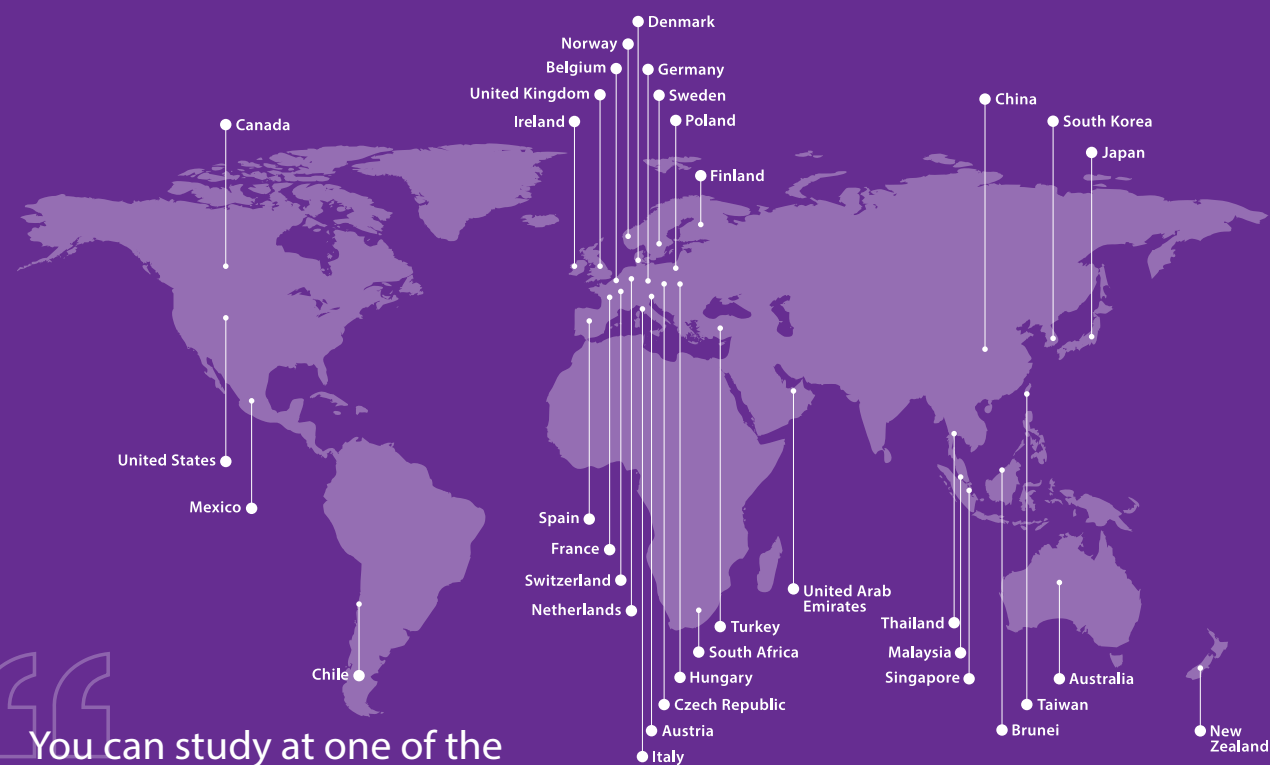 Denmark
Norway
Belgium
Germany
United Kingdom
Sweden
China
Ireland
Poland
South Korea
Canada
Japan
Finland
United States
Mexico
Spain
France
Switzerland
United Arab
Emirates
Netherlands
Thailand
Turkey
South Africa
Malaysia
Chile
Hungary
Singapore
Australia
Czech Republic
Taiwan
Austria
Brunei
New
Zealand
You can study at one of the
Italy